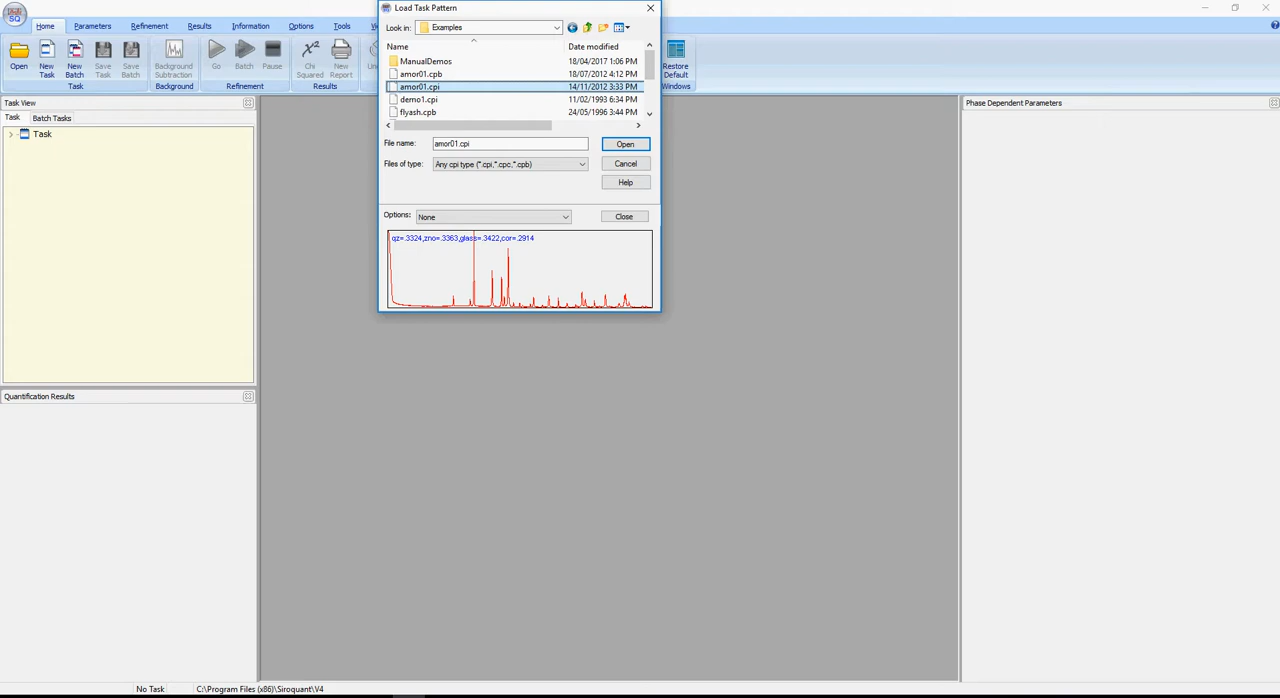 SQ
Home Parameters Refinement Results Information Options Tools
Load Task Pattern
Look in: Examples
Open
New Task
New Batch
Save Task
Save Batch
Background Subtraction
Go
Batch
Pause
Chi Squared
New Report
Restore Default
Task Background Refinement Results Windows
Name Date modified
ManualDemos 18/04/2017 1:06 PM
amor01.cpb 18/07/2012 4:12 PM
amor01.cpi 14/11/2012 3:33 PM
demo1.cpi 11/02/1993 6:34 PM
flyash.cpb 24/05/1996 3:44 PM
File name: amor01.cpi Open
Files of type: Any cpi type (*.cpi,*.cpc,*.cpb) Cancel
Help
Options: None Close
qz=.3324,zno=.3363,glass=.3422,cor=.2914
Task View
Task Batch Tasks
Task
Quantification Results
Phase Dependent Parameters
No Task C:\Program Files (x86)\Siroquant\V4